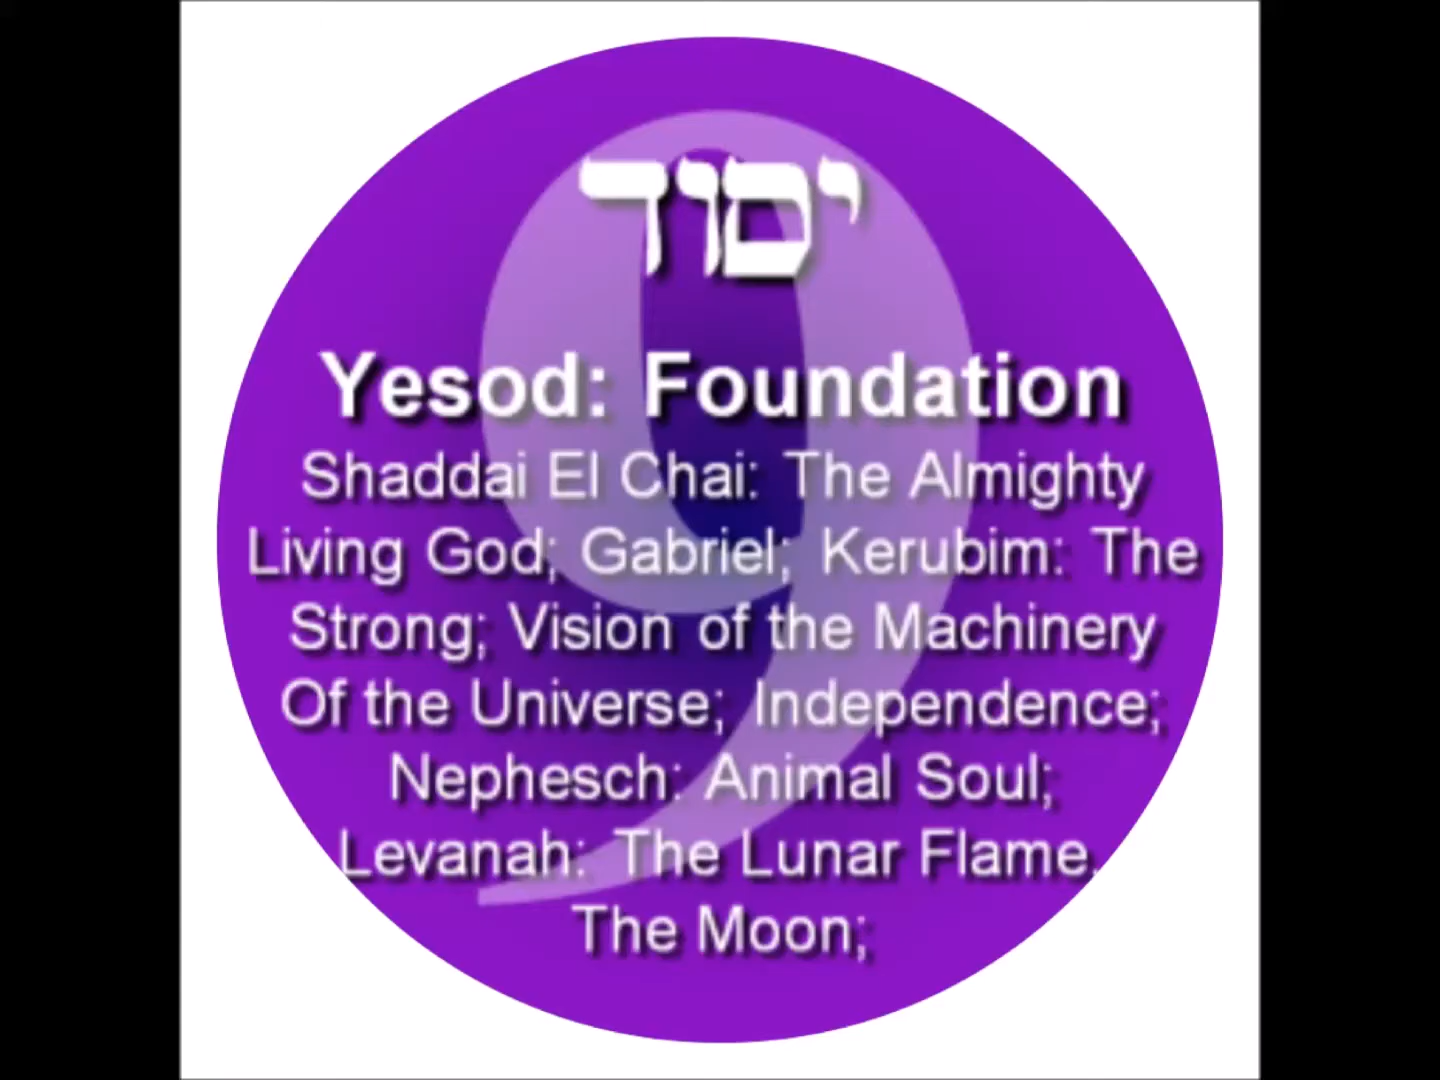 9
יסוד
Yesod: Foundation
Shaddai El Chai: The Almighty
Living God; Gabriel; Kerubim: The
Strong; Vision of the Machinery
Of the Universe; Independence;
Nephesch: Animal Soul;
Levanah: The Lunar Flame.
The Moon;